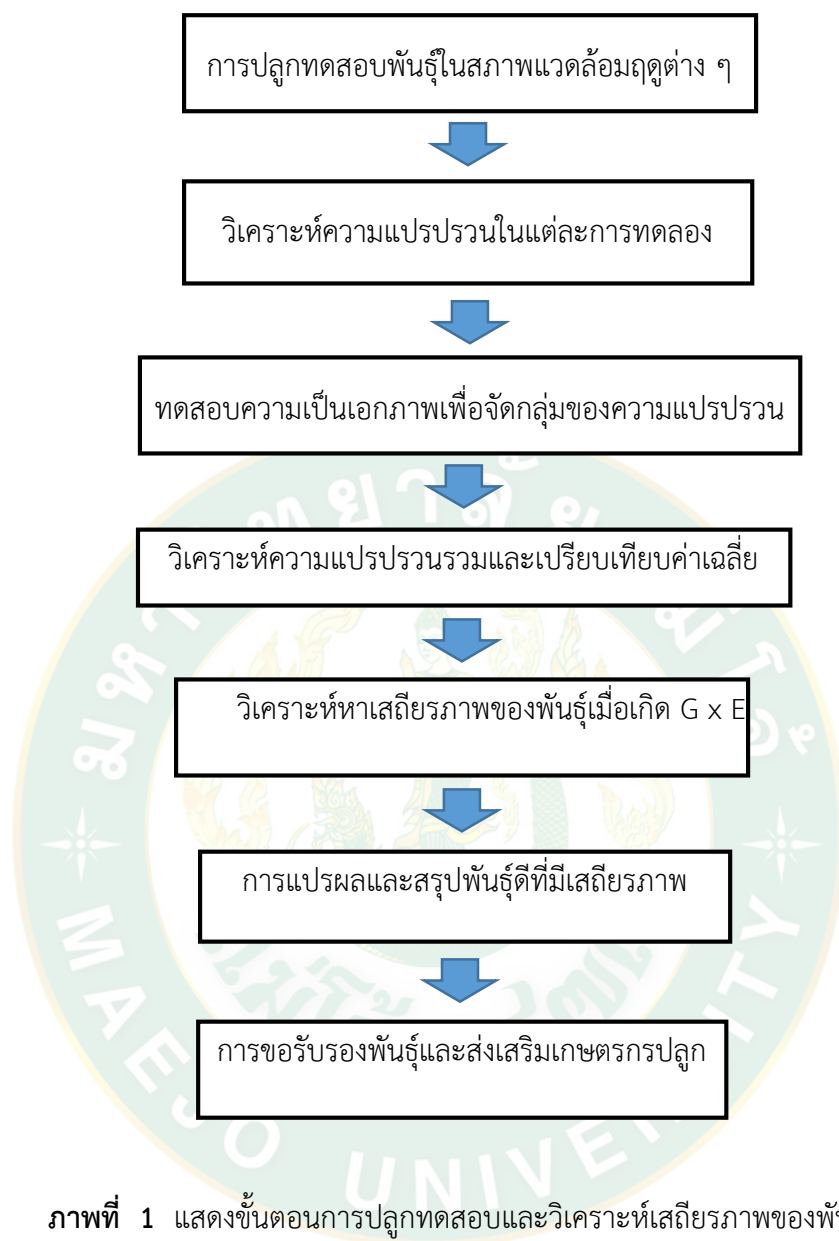 การปลูกทดสอบพันธุ์ในสภาพแวดล้อมฤดูต่าง ๆ
วิเคราะห์ความแปรปรวนในแต่ละการทดลอง
ทดสอบความเป็นเอกภาพเพื่อจัดกลุ่มของความแปรปรวน
วิเคราะห์ความแปรปรวนรวมและเปรียบเทียบค่าเฉลี่ย
วิเคราะห์หาเสถียรภาพของพันธุ์เมื่อเกิด G x E
การแปรผลและสรุปพันธุ์ดีที่มีเสถียรภาพ
การขอรับรองพันธุ์และส่งเสริมเกษตรกรปลูก
MAEJO UNIVERSITY
ภาพที่ 1 แสดงขั้นตอนการปลูกทดสอบและวิเคราะห์เสถียรภาพของ